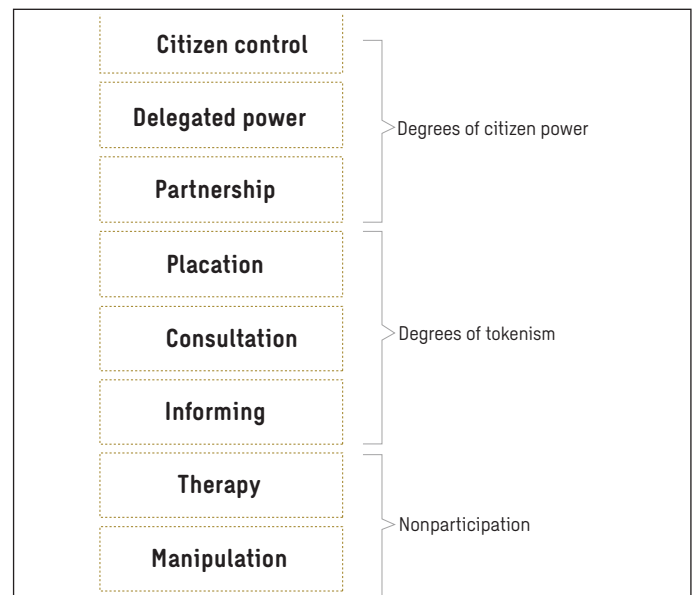 Citizen control
Delegated power
Degrees of citizen power
Partnership
Placation
Consultation
Degrees of tokenism
Informing
Therapy
Nonparticipation
Manipulation